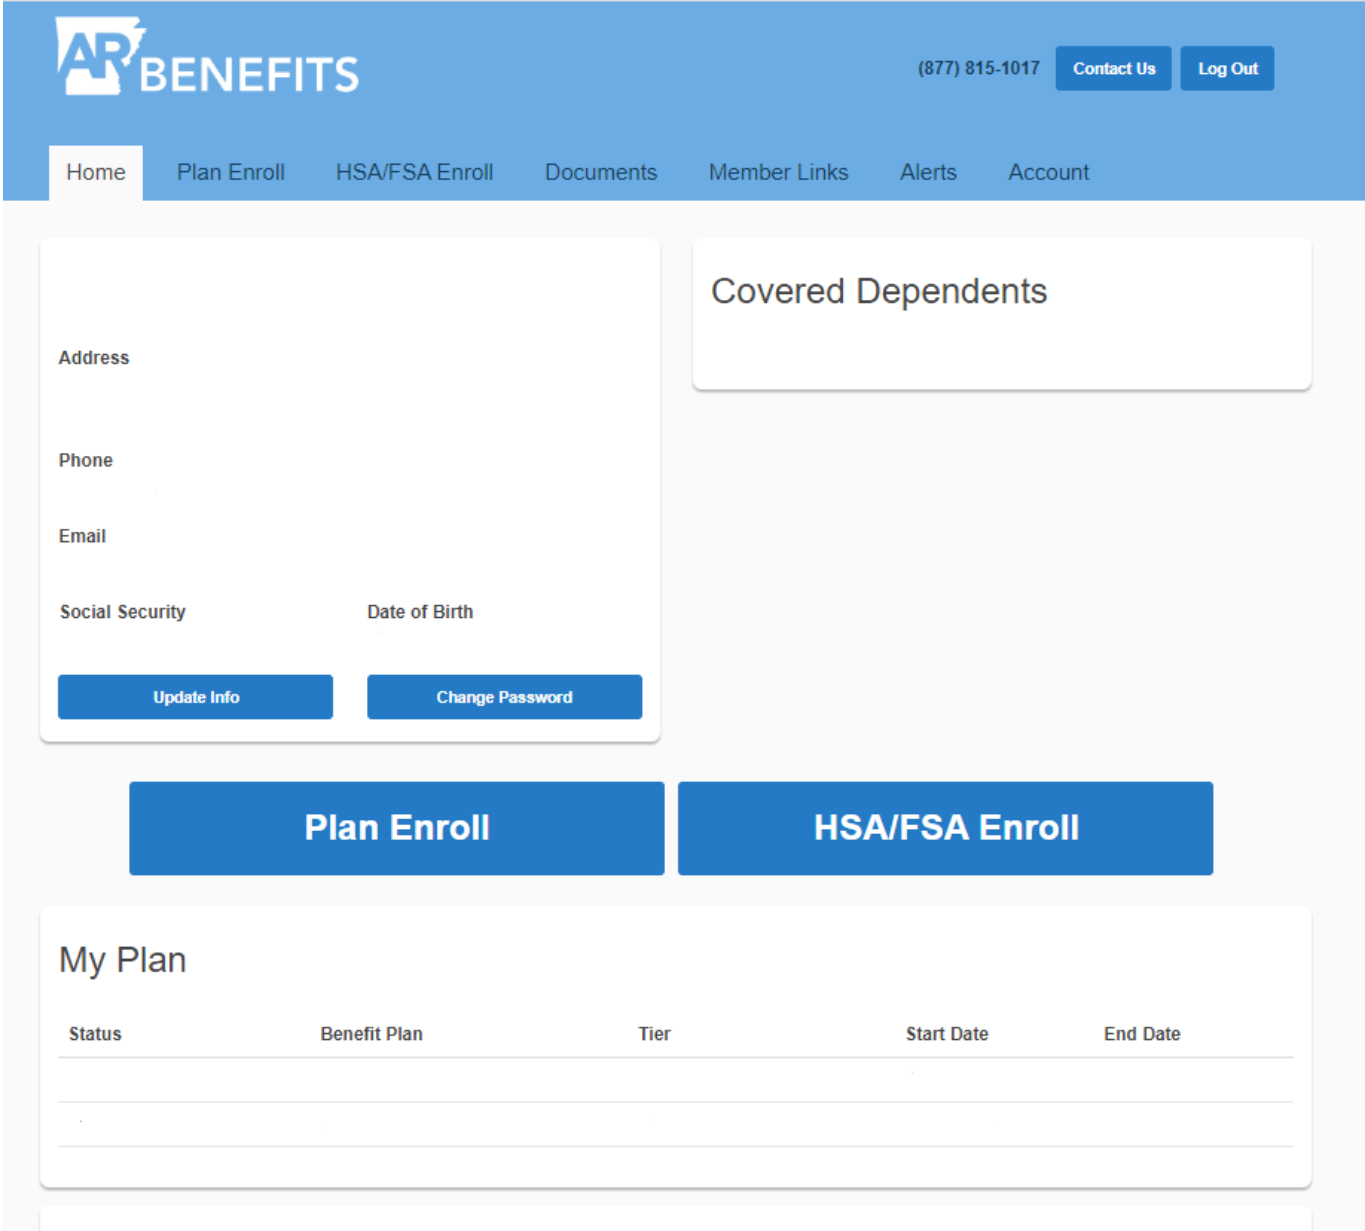 AR BENEFITS
(877) 815-1017 Contact Us Log Out
Home Plan Enroll HSA/FSA Enroll Documents Member Links Alerts Account
Covered Dependents
Address
Phone
Email
Social Security Date of Birth
Update Info Change Password
Plan Enroll HSA/FSA Enroll
My Plan
Status Benefit Plan Tier Start Date End Date